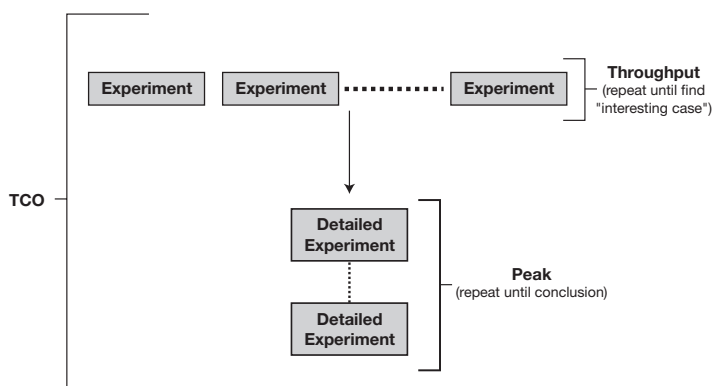 Experiment
Experiment
Experiment
Throughput
(repeat until find
"interesting case")
TCO
Detailed
Experiment
Peak
(repeat until conclusion)
Detailed
Experiment